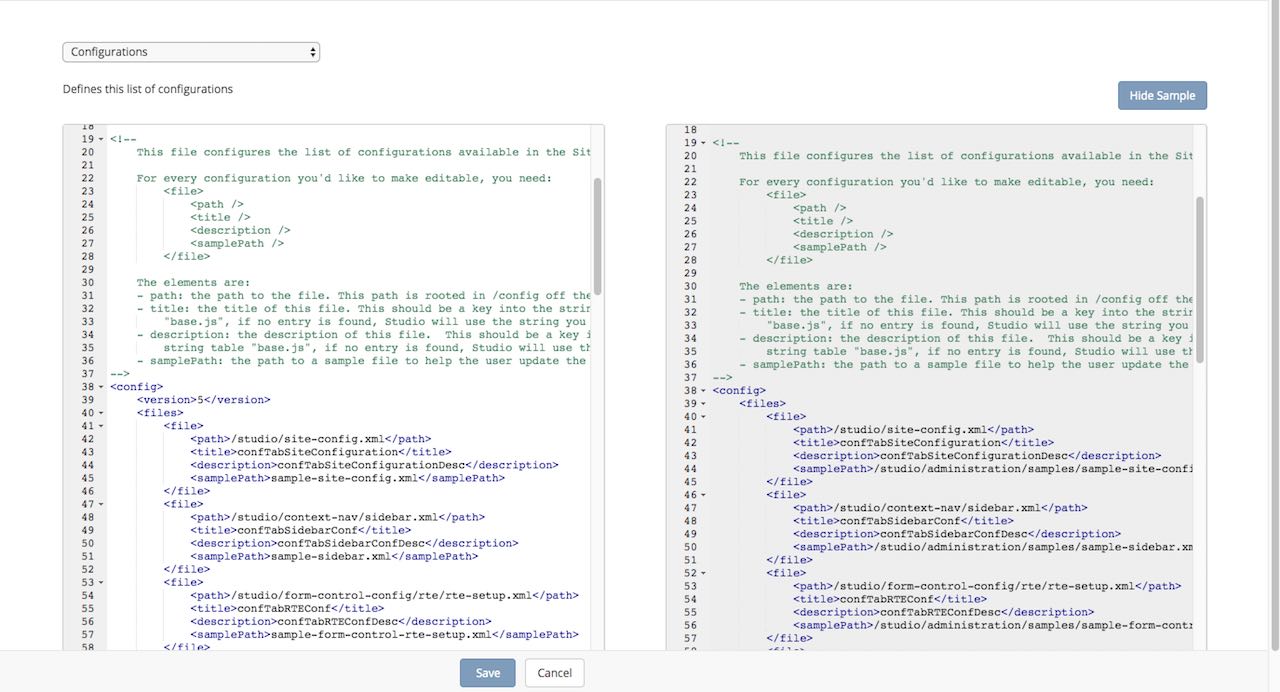 Configurations
Defines this list of configurations
Hide Sample
18
19 <!--
20 This file configures the list of configurations available in the Sit
21
22 For every configuration you'd like to make editable, you need:
23 <file>
24 <path />
25 <title />
26 <description />
27 <samplePath />
28 </file>
29
30 The elements are:
31 - path: the path to the file. This path is rooted in /config off the
32 - title: the title of this file. This should be a key into the strin
33 "base.js", if no entry is found, Studio will use the string you
34 - description: the description of this file.  This should be a key i
35 string table "base.js", if no entry is found, Studio will use th
36 - samplePath: the path to a sample file to help the user update the
37 -->
38 <config>
39 <version>5</version>
40 <files>
41 <file>
42 <path>/studio/site-config.xml</path>
43 <title>confTabSiteConfiguration</title>
44 <description>confTabSiteConfigurationDesc</description>
45 <samplePath>sample-site-config.xml</samplePath>
46 </file>
47 <file>
48 <path>/studio/context-nav/sidebar.xml</path>
49 <title>confTabSidebarConf</title>
50 <description>confTabSidebarConfDesc</description>
51 <samplePath>sample-sidebar.xml</samplePath>
52 </file>
53 <file>
54 <path>/studio/form-control-config/rte/rte-setup.xml</path>
55 <title>confTabRTEConf</title>
56 <description>confTabRTEConfDesc</description>
57 <samplePath>sample-form-control-rte-setup.xml</samplePath>
58 </file>
18
19 <!--
20 This file configures the list of configurations available in the Sit
21
22 For every configuration you'd like to make editable, you need:
23 <file>
24 <path />
25 <title />
26 <description />
27 <samplePath />
28 </file>
29
30 The elements are:
31 - path: the path to the file. This path is rooted in /config off the
32 - title: the title of this file. This should be a key into the strin
33 "base.js", if no entry is found, Studio will use the string you
34 - description: the description of this file.  This should be a key i
35 string table "base.js", if no entry is found, Studio will use th
36 - samplePath: the path to a sample file to help the user update the
37 -->
38 <config>
39 <files>
40 <file>
41 <path>/studio/site-config.xml</path>
42 <title>confTabSiteConfiguration</title>
43 <description>confTabSiteConfigurationDesc</description>
44 <samplePath>/studio/administration/samples/sample-site-confi
45 </file>
46 <file>
47 <path>/studio/context-nav/sidebar.xml</path>
48 <title>confTabSidebarConf</title>
49 <description>confTabSidebarConfDesc</description>
50 <samplePath>/studio/administration/samples/sample-sidebar.xm
51 </file>
52 <file>
53 <path>/studio/form-control-config/rte/rte-setup.xml</path>
54 <title>confTabRTEConf</title>
55 <description>confTabRTEConfDesc</description>
56 <samplePath>/studio/administration/samples/sample-form-contr
57 </file>
Save
Cancel